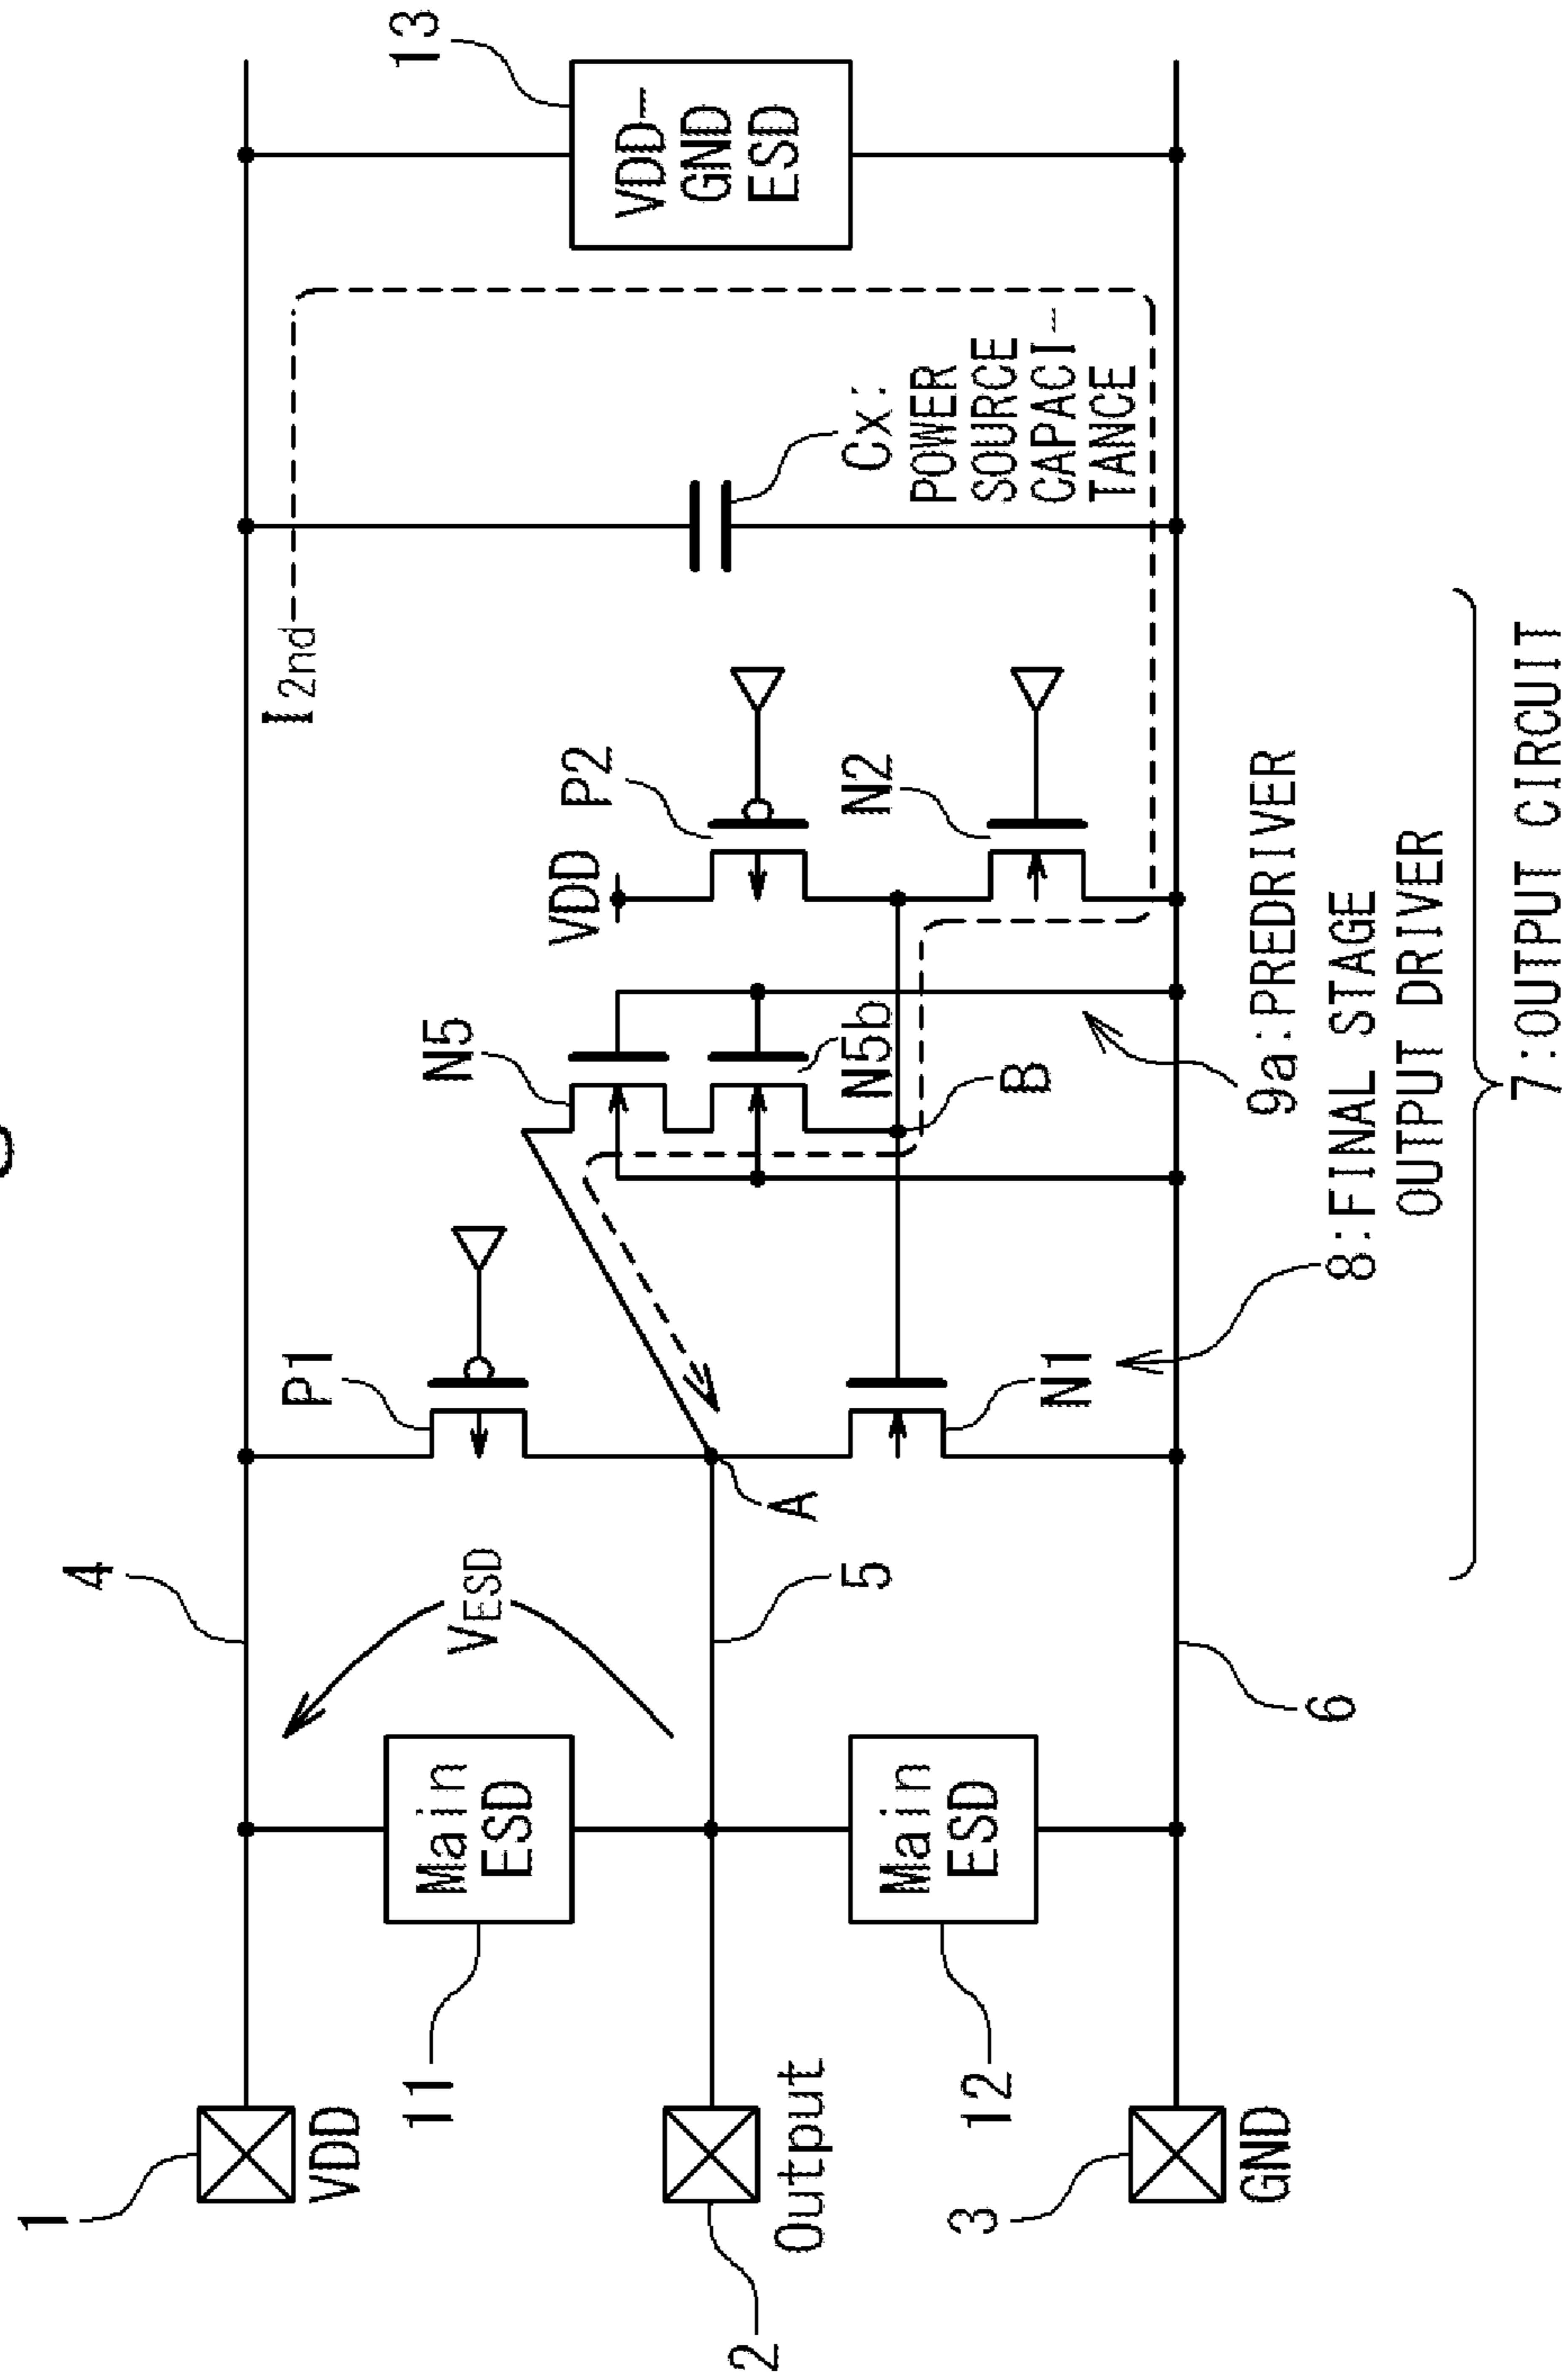 1
VDD
4
P1
N5
VDD
P2
I2nd
13
VDD-
GND
ESD
11
Main
ESD
VESD
2
Output
5
A
N5b
B
N2
Cx:
POWER
SOURCE
CAPACI-
TANCE
12
Main
ESD
N1
3
GND
6
9a:PREDRIVER
8:FINAL STAGE
OUTPUT DRIVER
7:OUTPUT CIRCUIT